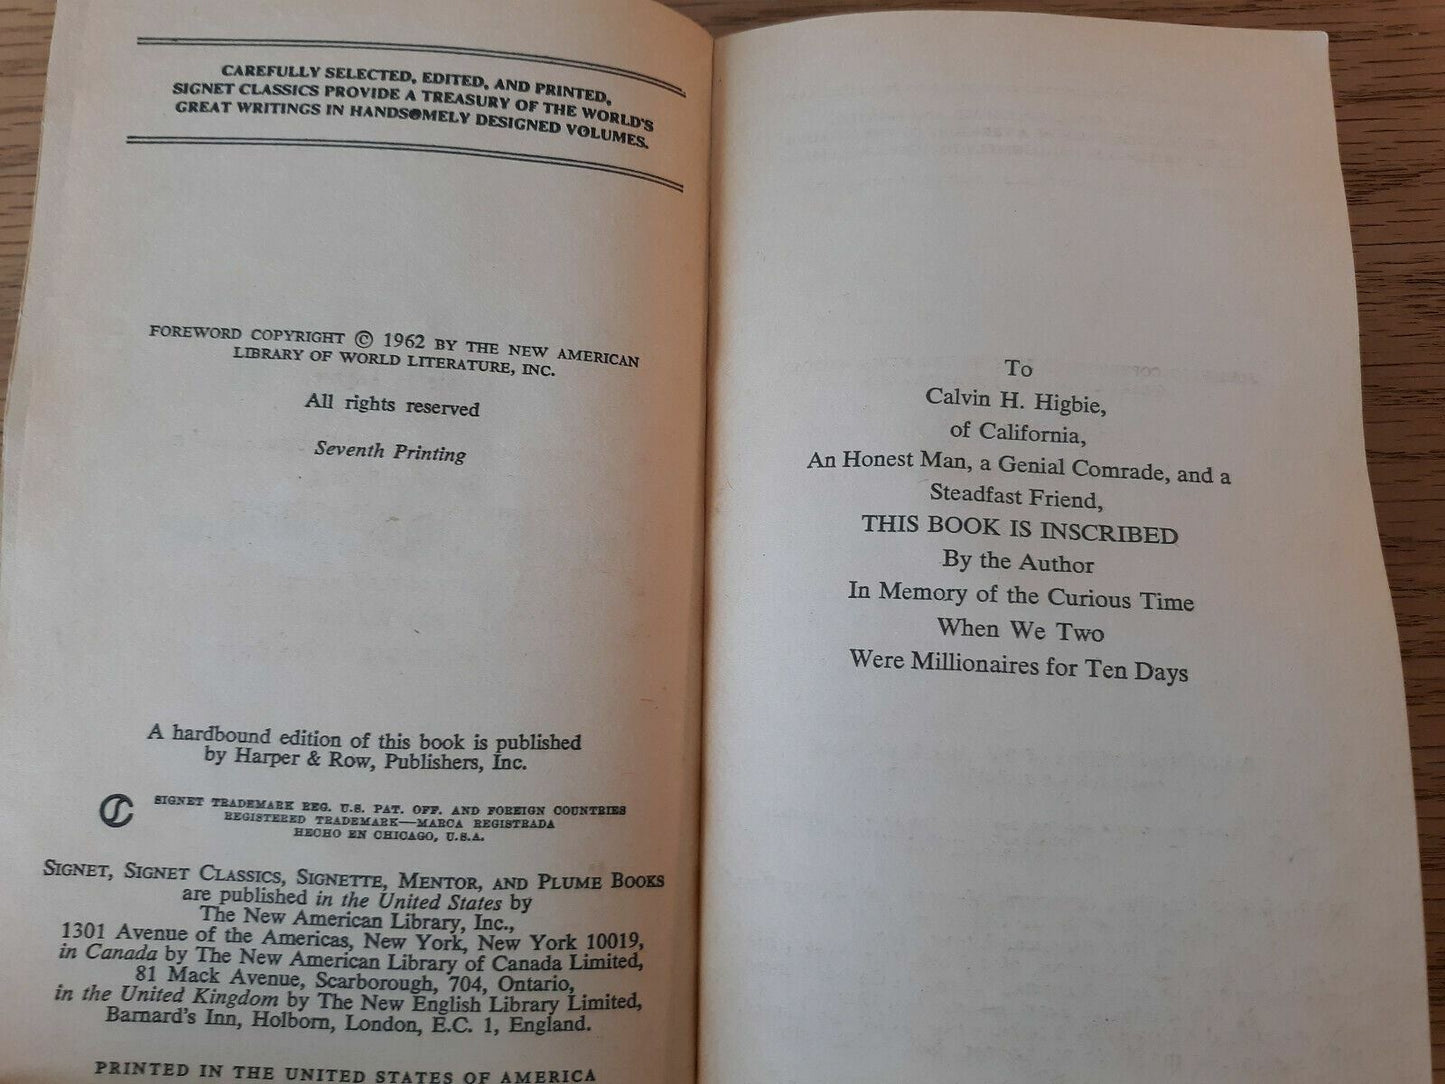 CAREFULLY SELECTED, EDITED, AND PRINTED,
SIGNET CLASSICS PROVIDE A TREASURY OF THE WORLD'S
GREAT WRITINGS IN HANDSOMELY DESIGNED VOLUMES.
FOREWORD COPYRIGHT © 1962 BY THE NEW AMERICAN
LIBRARY OF WORLD LITERATURE, INC.
All rights reserved
Seventh Printing
A hardbound edition of this book is published
by Harper & Row, Publishers, Inc.
SIGNET TRADEMARK REG. U.S. PAT. OFF. AND FOREIGN COUNTRIES
REGISTERED TRADEMARK—MARCA REGISTRADA
HECHO EN CHICAGO, U.S.A.
SIGNET, SIGNET CLASSICS, SIGNETTE, MENTOR, AND PLUME BOOKS
are published in the United States by
The New American Library, Inc.,
1301 Avenue of the Americas, New York, New York 10019,
in Canada by The New American Library of Canada Limited,
81 Mack Avenue, Scarborough, 704, Ontario,
in the United Kingdom by The New English Library Limited,
Barnard's Inn, Holborn, London, E.C. 1, England.
PRINTED IN THE UNITED STATES OF AMERICA
To
Calvin H. Higbie,
of California,
An Honest Man, a Genial Comrade, and a
Steadfast Friend,
THIS BOOK IS INSCRIBED
By the Author
In Memory of the Curious Time
When We Two
Were Millionaires for Ten Days